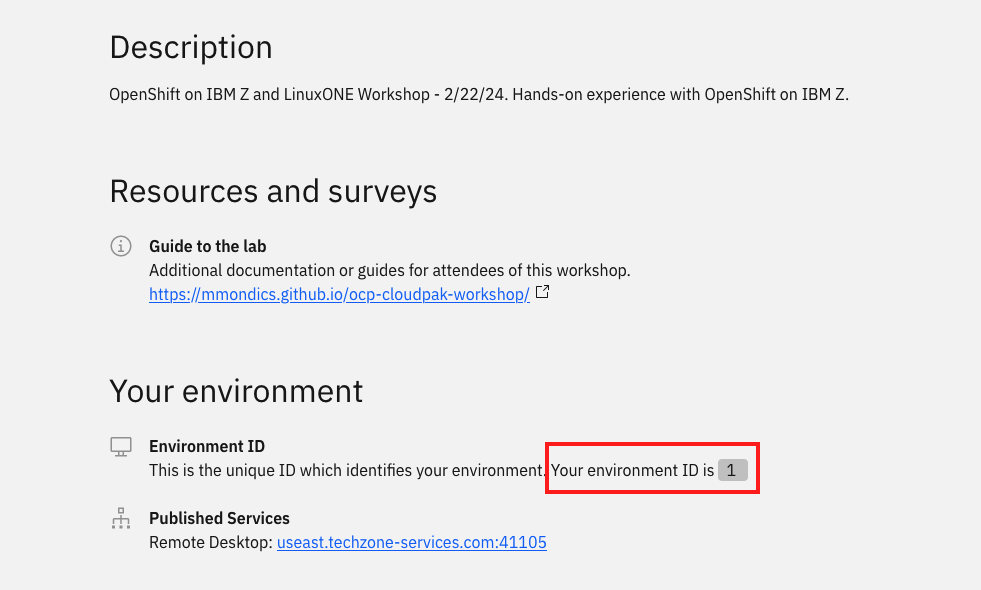 Description
OpenShift on IBM Z and LinuxONE Workshop - 2/22/24. Hands-on experience with OpenShift on IBM Z.
Resources and surveys
Guide to the lab
Additional documentation or guides for attendees of this workshop.
https://mmondics.github.io/ocp-cloudpak-workshop/
Your environment
Environment ID
This is the unique ID which identifies your environment. Your environment ID is 1
Published Services
Remote Desktop: useast.techzone-services.com:41105